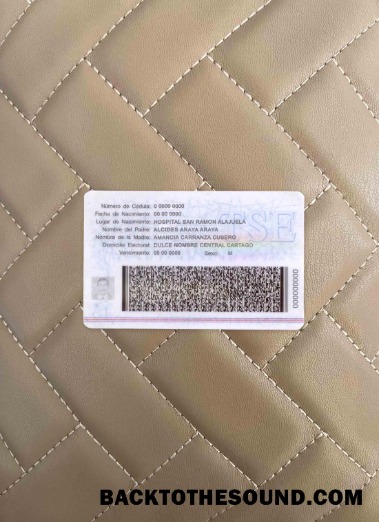 Número de Cédula: 0 0000 0000
Fecha de Nacimiento: 00 00 0000
Lugar de Nacimiento: HOSPITAL SAN RAMON ALAJUELA
Nombre del Padre: ALCIDES ARAYA ARAYA
Nombre de la Madre: AMANCIA CARRANZA CUBERO
Domicilio Electoral: DULCE NOMBRE CENTRAL CARTAGO
Vencimiento: 00 00 0000 Sexo: M
000000000
BACKTOTHESOUND.COM